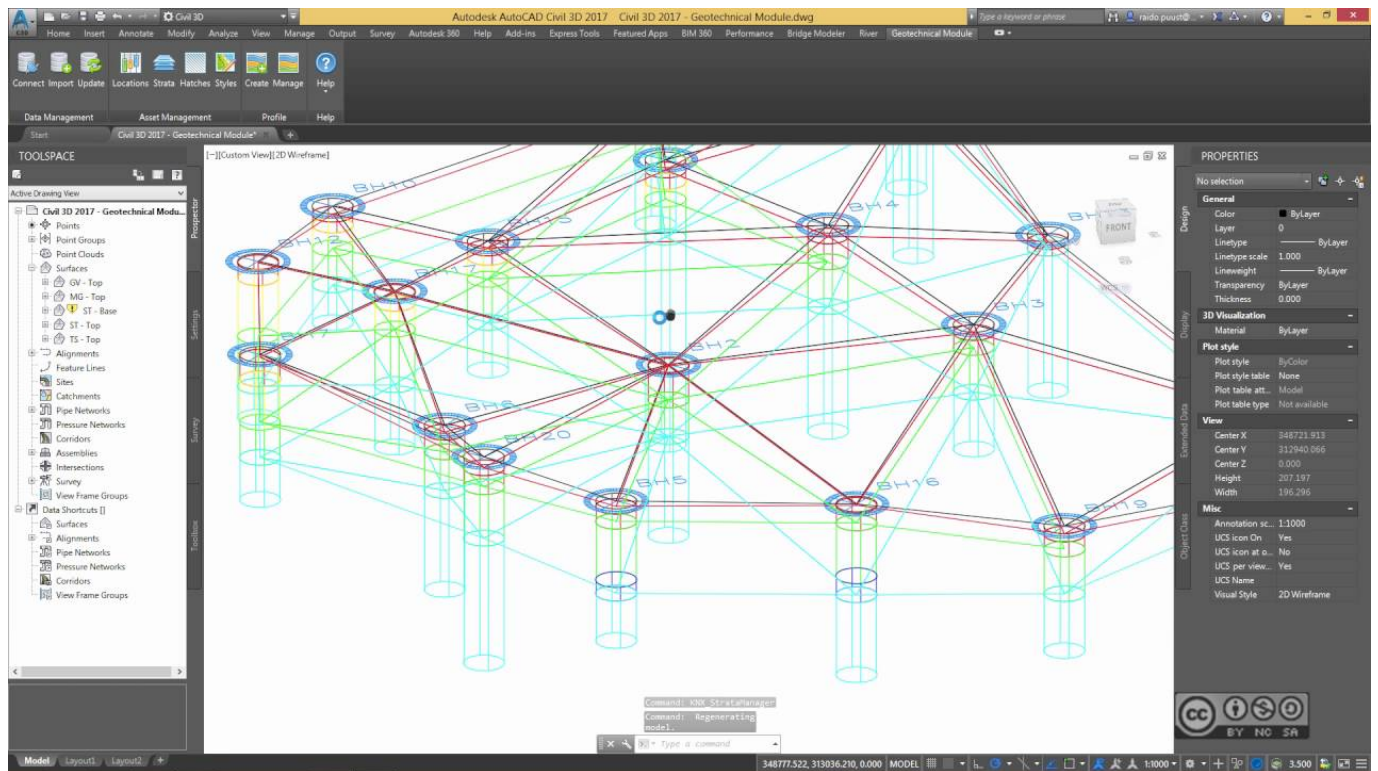 Civil 3D
Autodesk AutoCAD Civil 3D 2017 Civil 3D 2017 - Geotechnical Module.dwg
Type a keyword or phrase
raido.puust@...
Home Insert Annotate Modify Analyze View Manage Output Survey Autodesk 360 Help Add-ins Express Tools Featured Apps BIM 360 Performance Bridge Modeler River Geotechnical Module
Connect Import Update Locations Strata Hatches Styles Create Manage Help
Data Management Asset Management Profile Help
Start Civil 3D 2017 - Geotechnical Module*
TOOLSPACE
Active Drawing View
Civil 3D 2017 - Geotechnical Modu...
Points
Point Groups
Point Clouds
Surfaces
GV - Top
MG - Top
ST - Base
ST - Top
TS - Top
Alignments
Feature Lines
Sites
Catchments
Pipe Networks
Pressure Networks
Corridors
Assemblies
Intersections
Survey
View Frame Groups
Data Shortcuts []
Surfaces
Alignments
Pipe Networks
Pressure Networks
Corridors
View Frame Groups
Prospector
Settings
Survey
Toolbox
[−][Custom View][2D Wireframe]
BH10
BH4
BH12
BH17
BH3
BH2
BH20
BH5
BH16
BH19
FRONT
WCS
Command: KNX_StrataManager
Command: Regenerating
model.
Type a command
PROPERTIES
No selection
Design
Display
Extended Data
Object Class
General
Color ByLayer
Layer 0
Linetype ByLayer
Linetype scale 1.000
Lineweight ByLayer
Transparency ByLayer
Thickness 0.000
3D Visualization
Material ByLayer
Plot style
Plot style ByColor
Plot style table None
Plot table att... Model
Plot table type Not available
View
Center X 348721.913
Center Y 312940.066
Center Z 0.000
Height 207.197
Width 196.296
Misc
Annotation sc... 1:1000
UCS icon On Yes
UCS icon at o... No
UCS per view... Yes
UCS Name
Visual Style 2D Wireframe
CC
BY NC SA
Model Layout1 Layout2 +
348777.522, 313036.210, 0.000 MODEL 1:1000 3.500